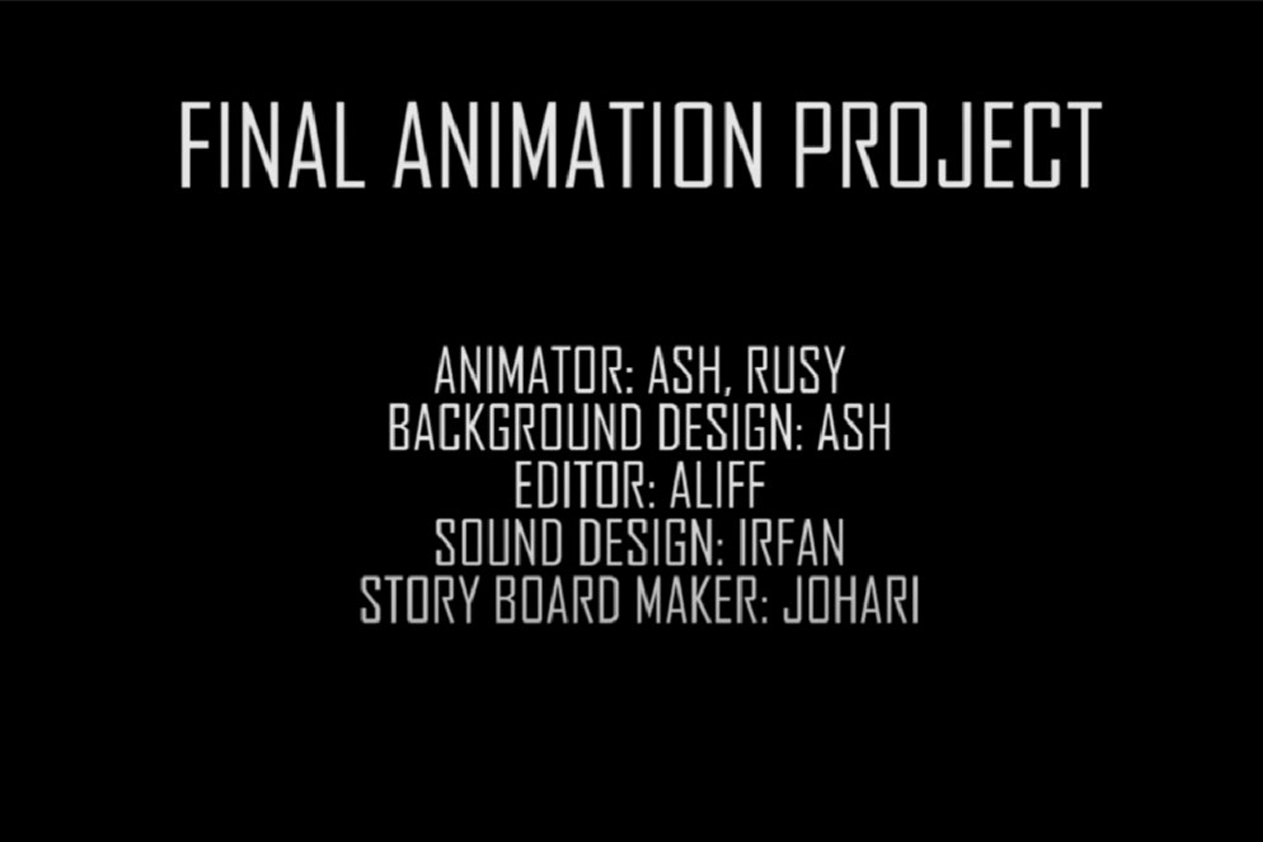 FINAL ANIMATION PROJECT
ANIMATOR: ASH, RUSY
BACKGROUND DESIGN: ASH
EDITOR: ALIFF
SOUND DESIGN: IRFAN
STORY BOARD MAKER: JOHARI